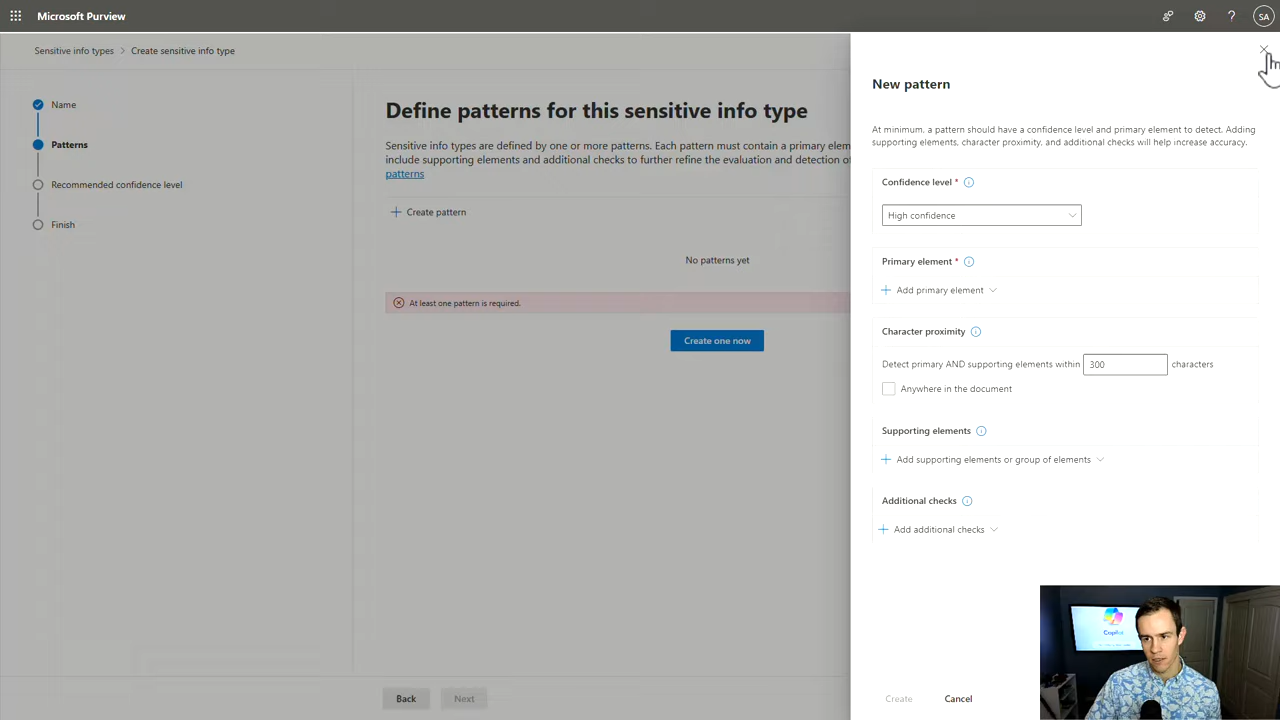 Microsoft Purview
SA
Sensitive info types
Create sensitive info type
Name
Patterns
Recommended confidence level
Finish
Define patterns for this sensitive info type
Sensitive info types are defined by one or more patterns. Each pattern must contain a primary elem
include supporting elements and additional checks to further refine the evaluation and detection of
patterns
Create pattern
No patterns yet
At least one pattern is required.
Create one now
Back
Next
New pattern
At minimum, a pattern should have a confidence level and primary element to detect. Adding
supporting elements, character proximity, and additional checks will help increase accuracy.
Confidence level *
High confidence
Primary element *
Add primary element
Character proximity
Detect primary AND supporting elements within 300 characters
Anywhere in the document
Supporting elements
Add supporting elements or group of elements
Additional checks
Add additional checks
Copilot
Create
Cancel